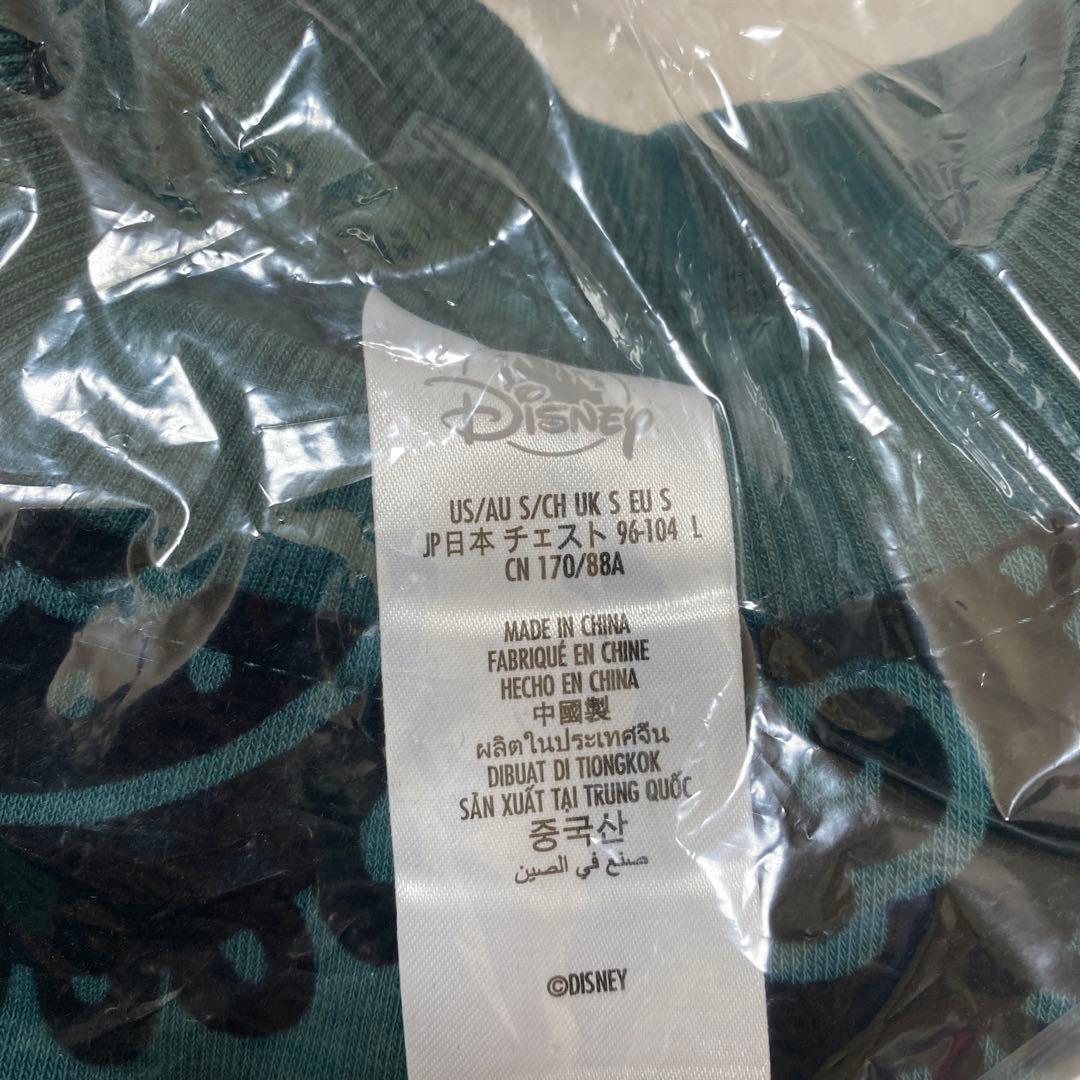 Disney
US/AU S/CH UK S EU S
JP日本 チェスト 96-104 L
CN 170/88A
MADE IN CHINA
FABRIQUÉ EN CHINE
HECHO EN CHINA
中國製
ผลิตในประเทศจีน
DIBUAT DI TIONGKOK
SẢN XUẤT TẠI TRUNG QUỐC
중국산
صنع في الصين
©DISNEY